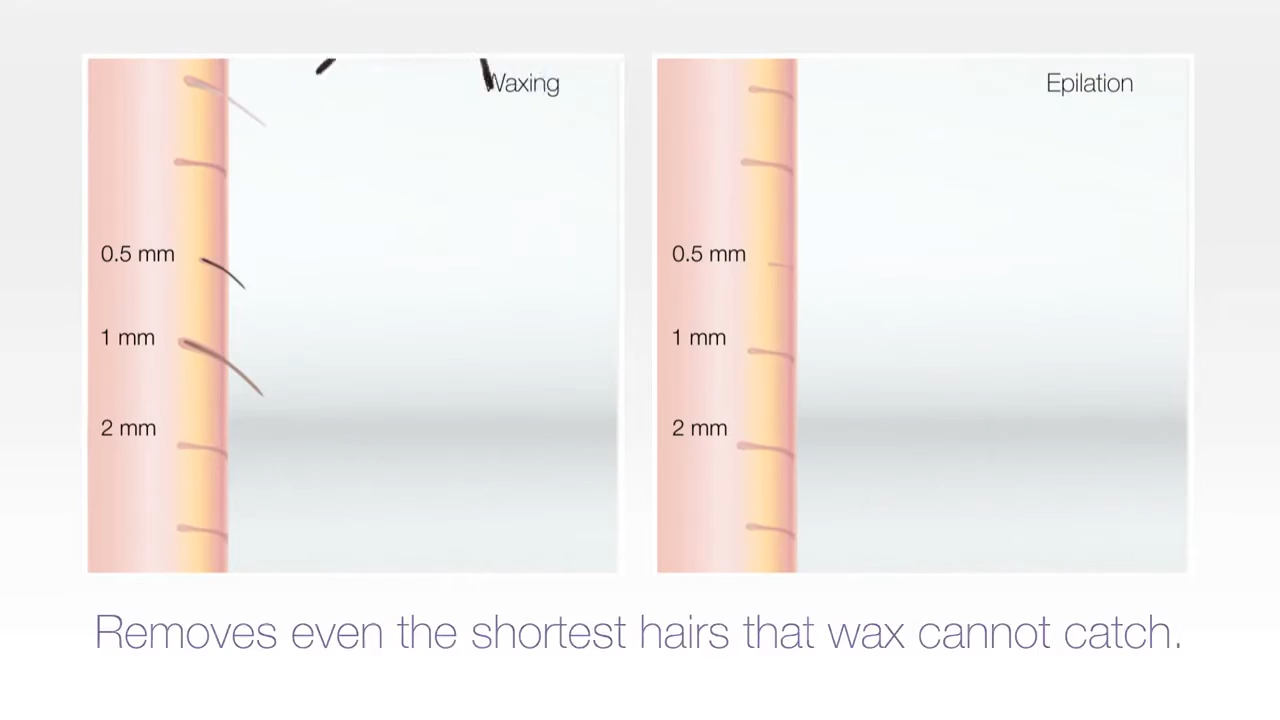 Waxing
0.5 mm
1 mm
2 mm
Epilation
0.5 mm
1 mm
2 mm
Removes even the shortest hairs that wax cannot catch.